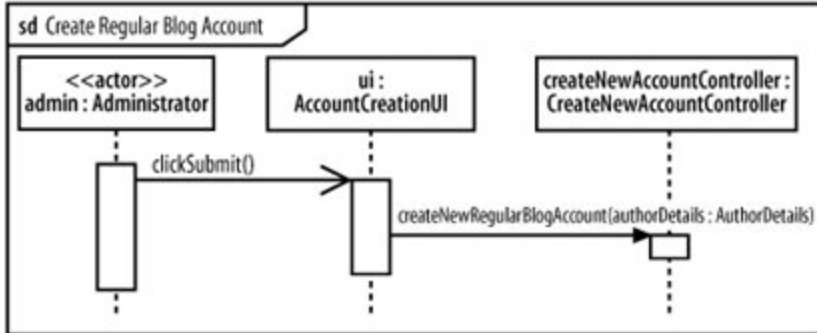 sd Create Regular Blog Account
<<actor>>
admin : Administrator
ui :
AccountCreationUI
createNewAccountController :
CreateNewAccountController
clickSubmit()
createNewRegularBlogAccount(authorDetails : AuthorDetails)